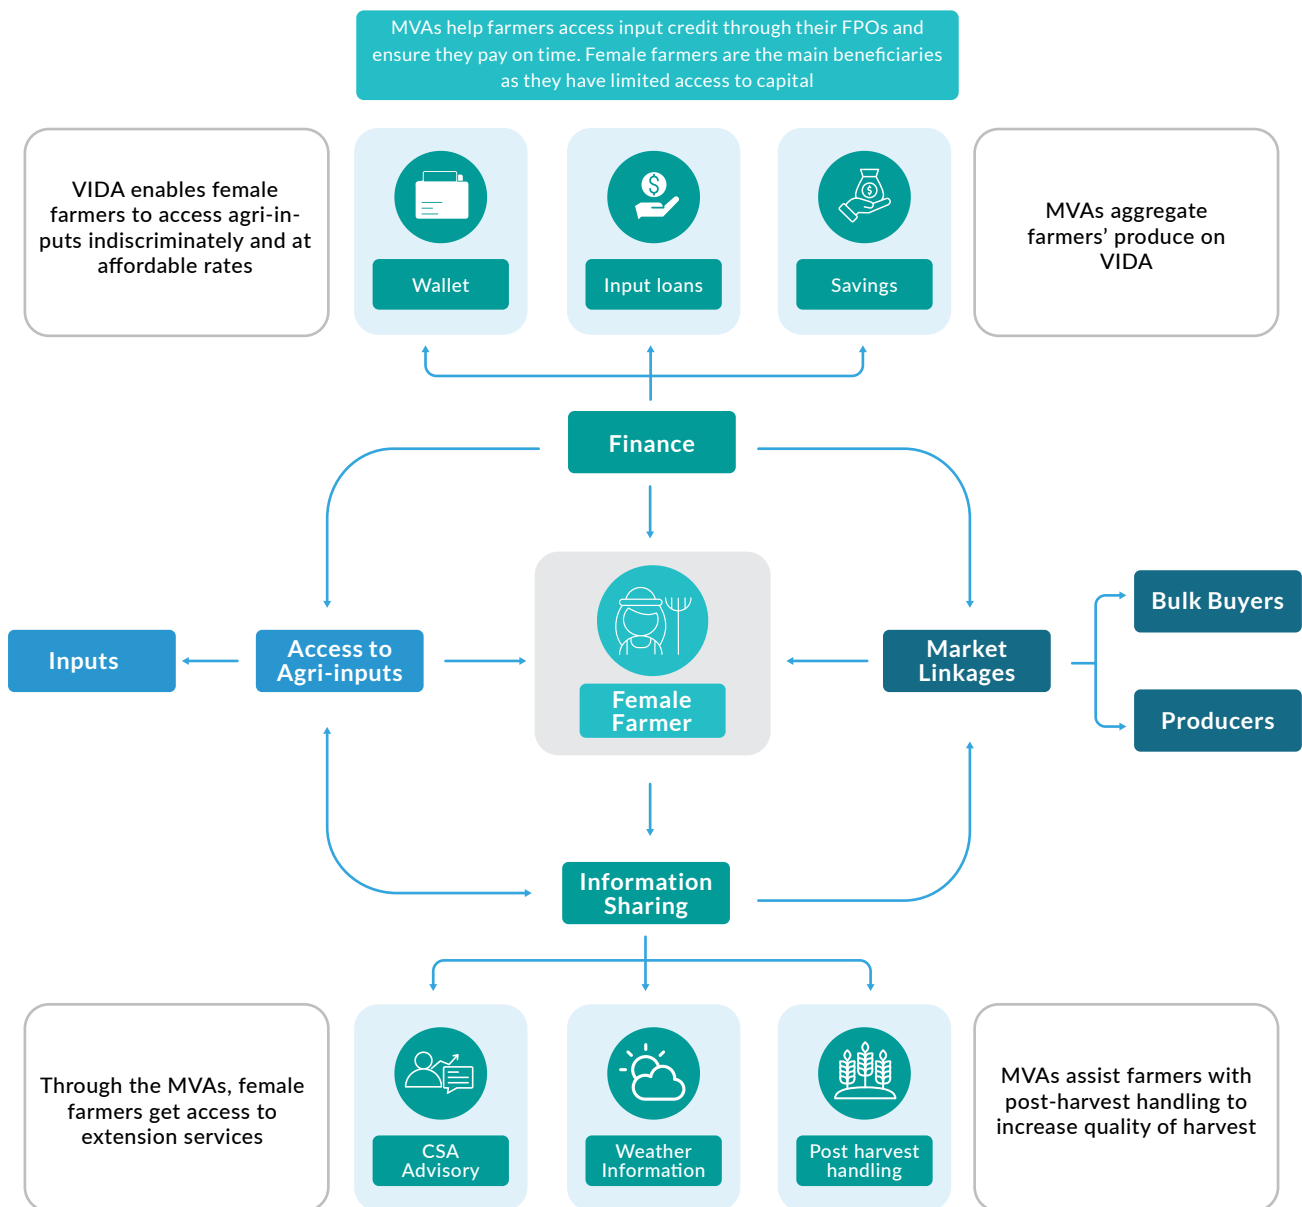 MVAs help farmers access input credit through their FPOs and
ensure they pay on time. Female farmers are the main beneficiaries
as they have limited access to capital
VIDA enables female
farmers to access agri-in-
puts indiscriminately and at
affordable rates
Wallet
Input loans
Savings
MVAs aggregate
farmers’ produce on
VIDA
Finance
Inputs
Access to
Agri-inputs
Female
Farmer
Market
Linkages
Bulk Buyers
Producers
Information
Sharing
Through the MVAs, female
farmers get access to
extension services
CSA
Advisory
Weather
Information
Post harvest
handling
MVAs assist farmers with
post-harvest handling to
increase quality of harvest